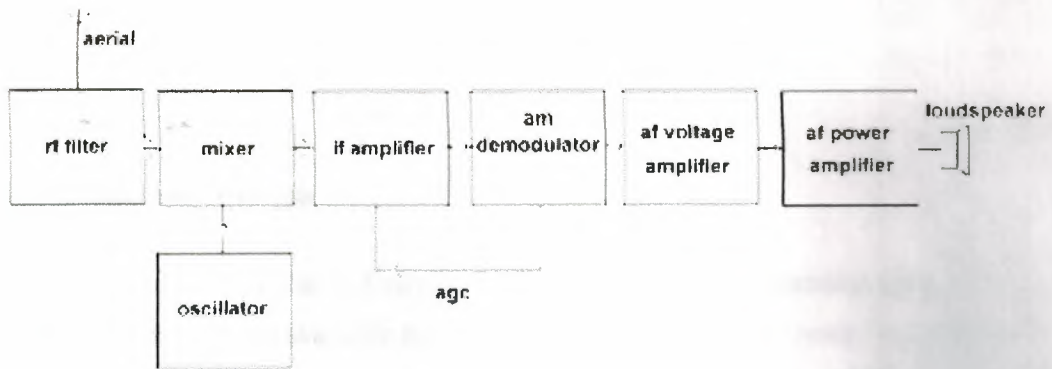 aerial
rf filter
mixer
if amplifier
am
demodulator
af voltage
amplifier
af power
amplifier
loudspeaker
oscillator
agc